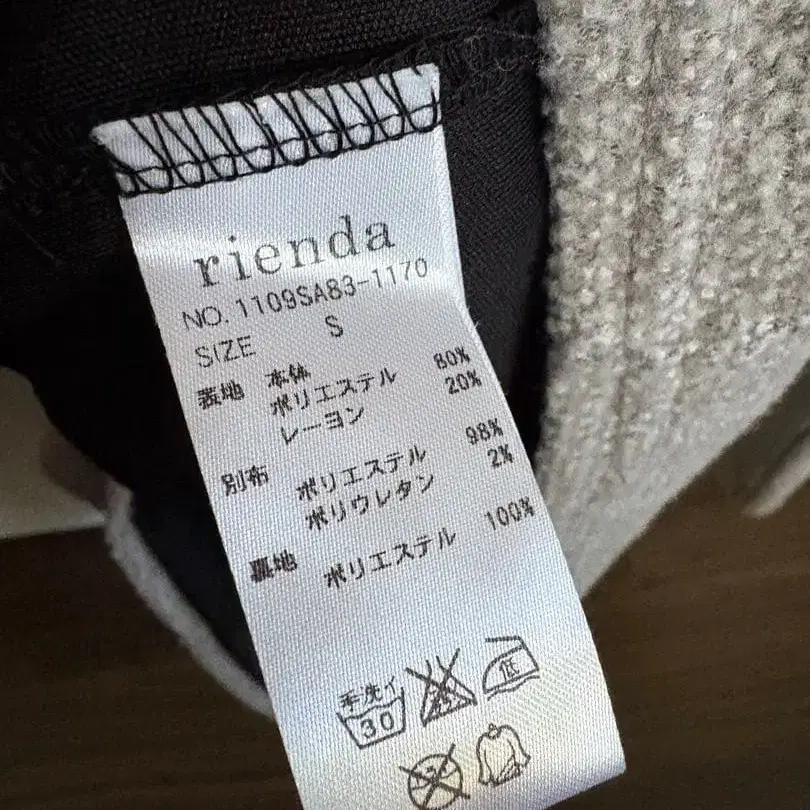 rienda
NO. 1109SA83-1170
SIZE S
表地 本体
ポリエステル 80%
レーヨン 20%
別布 ポリエステル 98%
ポリウレタン 2%
裏地 ポリエステル 100%
手洗イ
30
低